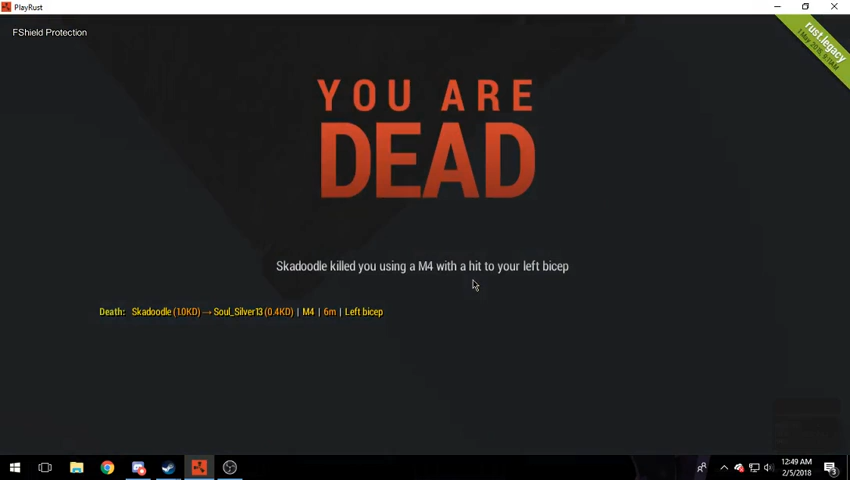 PlayRust
FShield Protection
rust.legacy
YOU ARE
DEAD
Skadoodle killed you using a M4 with a hit to your left bicep
Death: Skadoodle (1.0KD) → Soul_Silver13 (0.4KD) | M4 | 6m | Left bicep
12:49 AM
2/5/2018
3